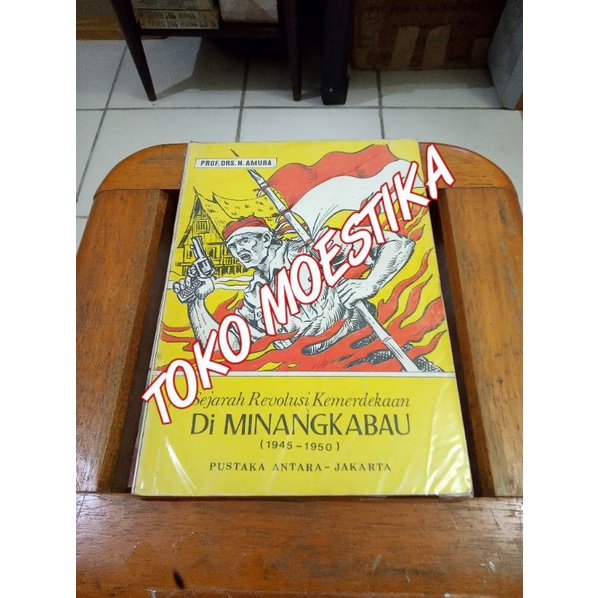 PROF. DRS. H. AMURA
TOKO MOESTIKA
Sejarah Revolusi Kemerdekaan
Di MINANGKABAU
(1945-1950)
PUSTAKA ANTARA - JAKARTA